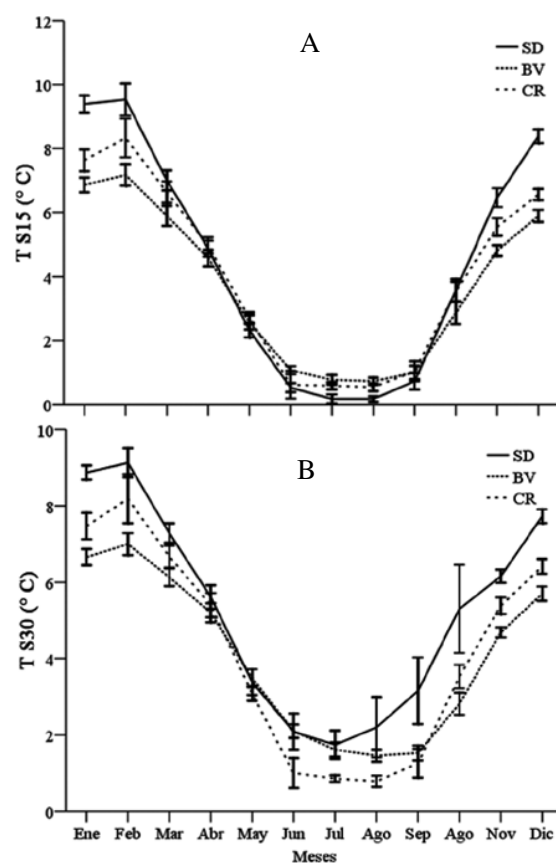 A
SD
BV
CR
12
10
8
6
4
2
0
T S15 (° C)
B
SD
BV
CR
10
8
6
4
2
0
T S30 (° C)
Ene Feb Mar Abr May Jun Jul Ago Sep Ago Nov Dic
Meses